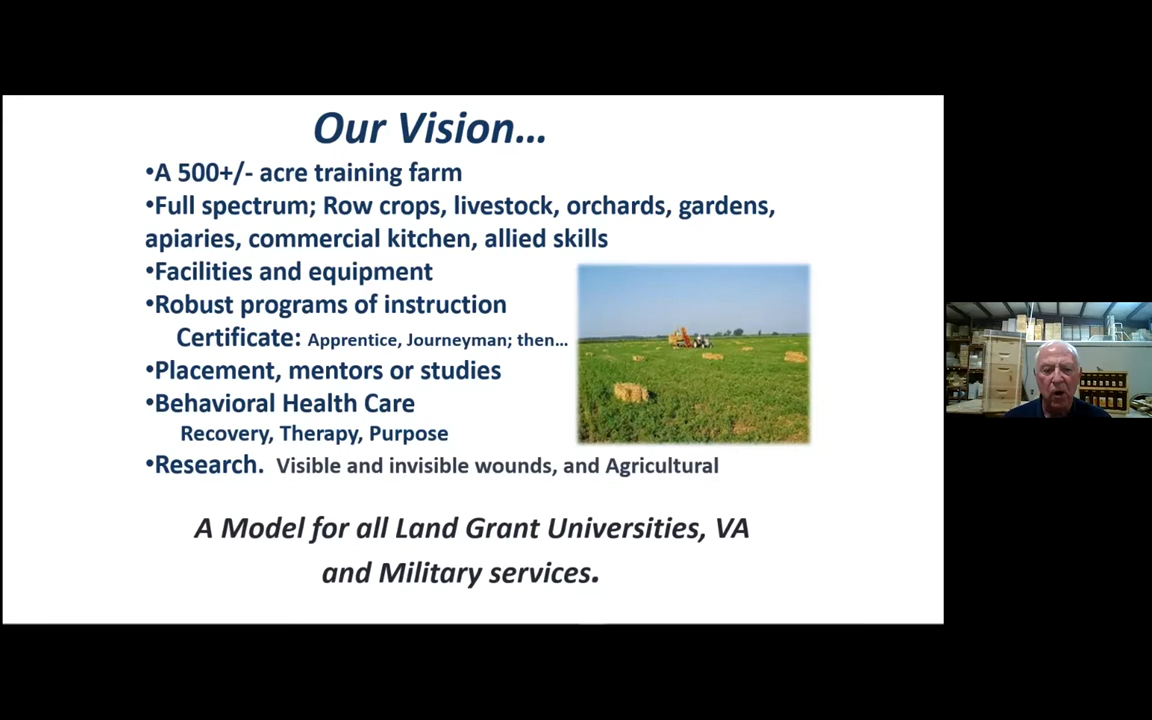 Our Vision…
•A 500+/- acre training farm
•Full spectrum; Row crops, livestock, orchards, gardens,
apiaries, commercial kitchen, allied skills
•Facilities and equipment
•Robust programs of instruction
Certificate: Apprentice, Journeyman; then…
•Placement, mentors or studies
•Behavioral Health Care
Recovery, Therapy, Purpose
•Research. Visible and invisible wounds, and Agricultural
A Model for all Land Grant Universities, VA
and Military services.